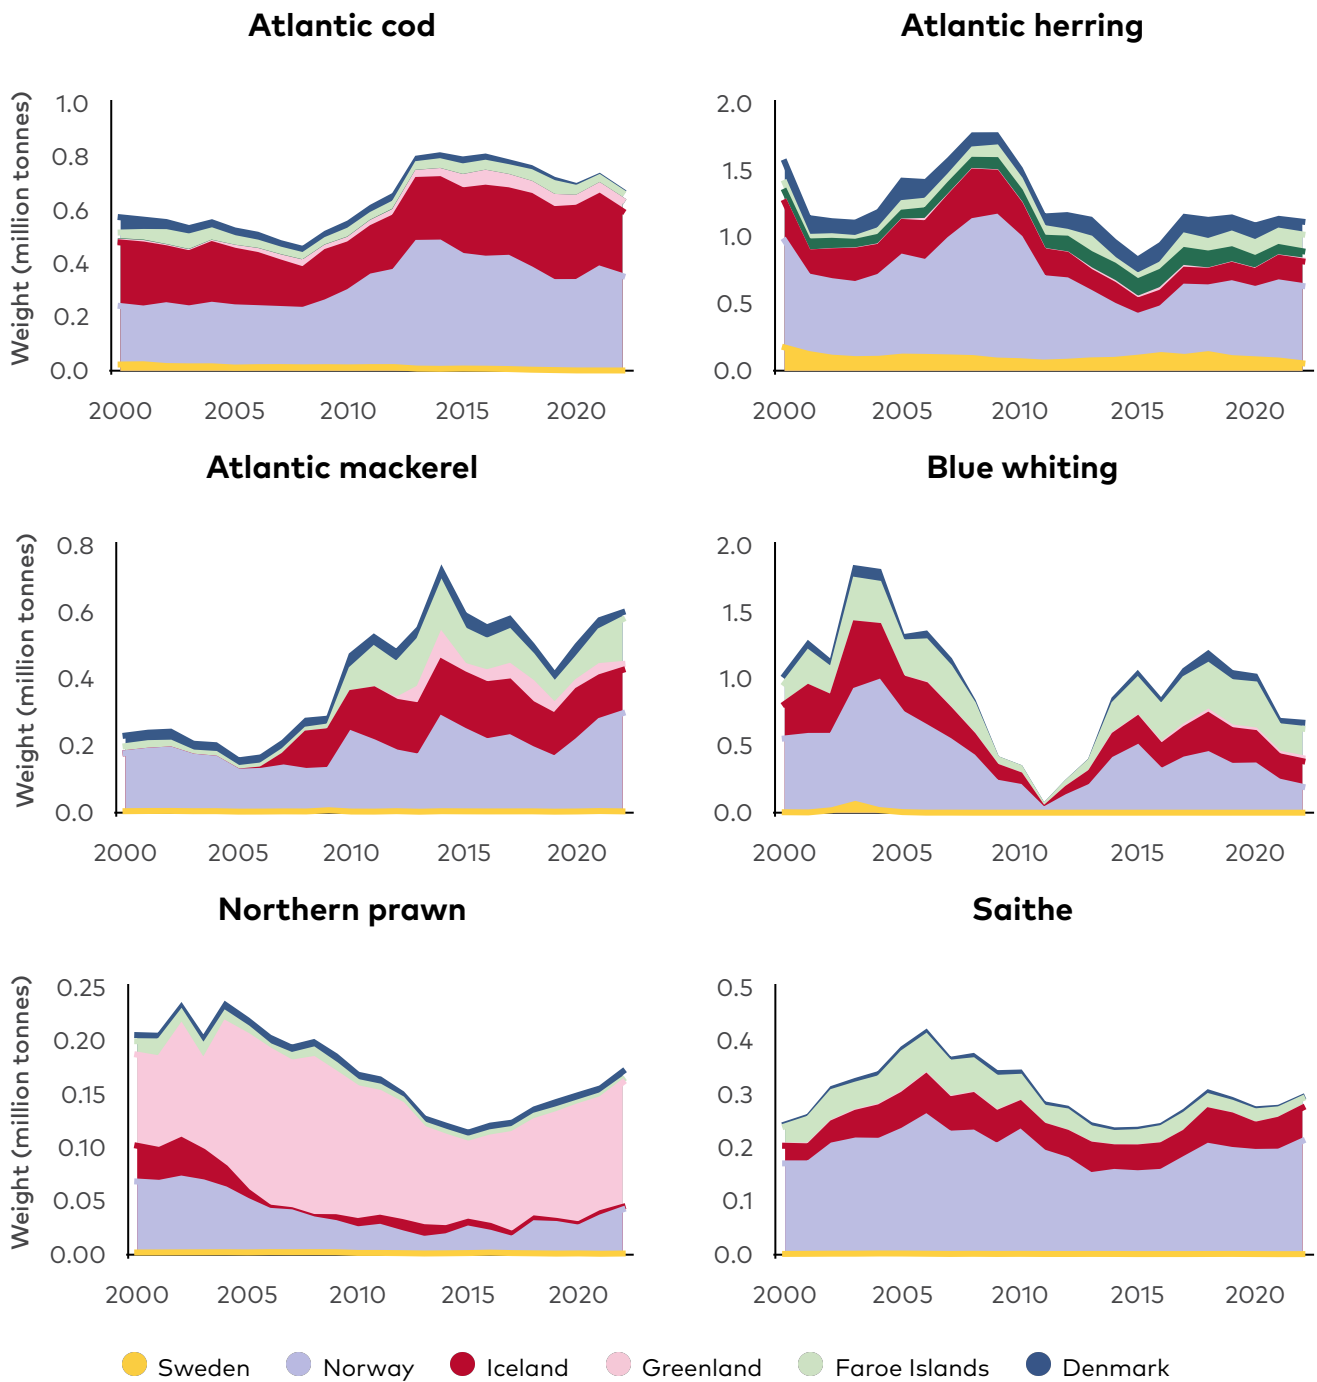 Atlantic cod
Atlantic herring
Weight (million tonnes)
1.0
0.8
0.6
0.4
0.2
0.0
2000 2005 2010 2015 2020
2.0
1.5
1.0
0.5
0.0
2000 2005 2010 2015 2020
Atlantic mackerel
Blue whiting
Weight (million tonnes)
0.8
0.6
0.4
0.2
0.0
2000 2005 2010 2015 2020
2.0
1.5
1.0
0.5
0.0
2000 2005 2010 2015 2020
Northern prawn
Saithe
Weight (million tonnes)
0.25
0.20
0.15
0.10
0.05
0.00
2000 2005 2010 2015 2020
0.5
0.4
0.3
0.2
0.1
0.0
2000 2005 2010 2015 2020
Sweden Norway Iceland Greenland Faroe Islands Denmark